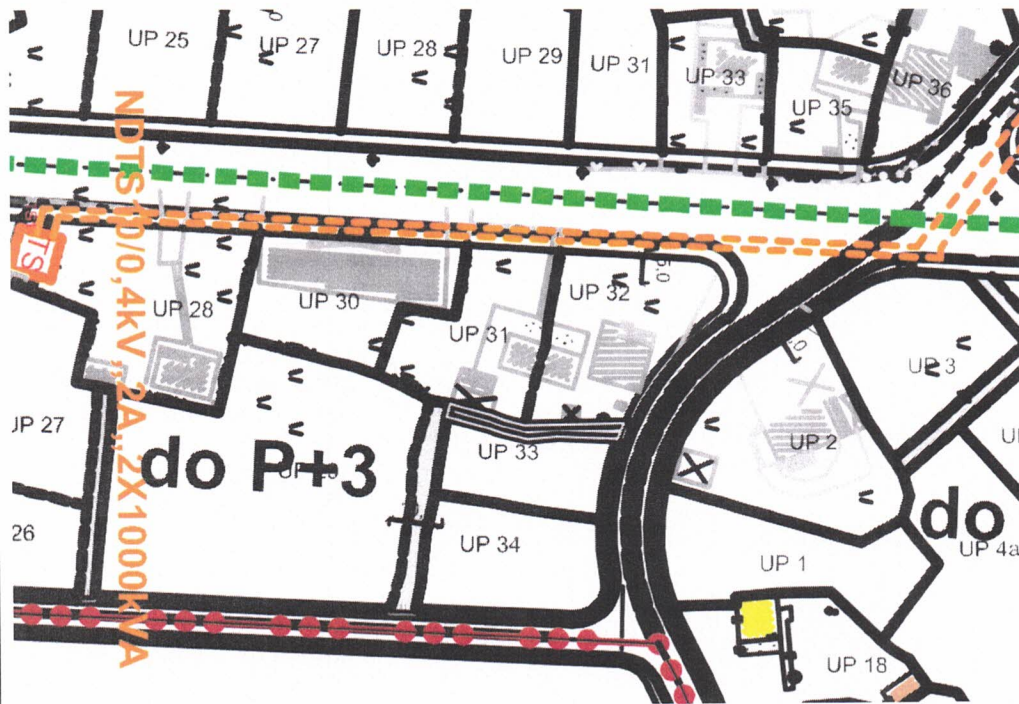 UP 25
UP 27
UP 28
UP 29
UP 31
UP 33
UP 35
UP 36
NDTS 10/0,4kV ,,2A,,2X1000kVA
TS
UP 28
UP 30
UP 31
UP 32
5.0
UP 3
UP 27
do P+3
UP 33
UP 2
do
26
UP 34
UP 1
UP 4a
UP 18